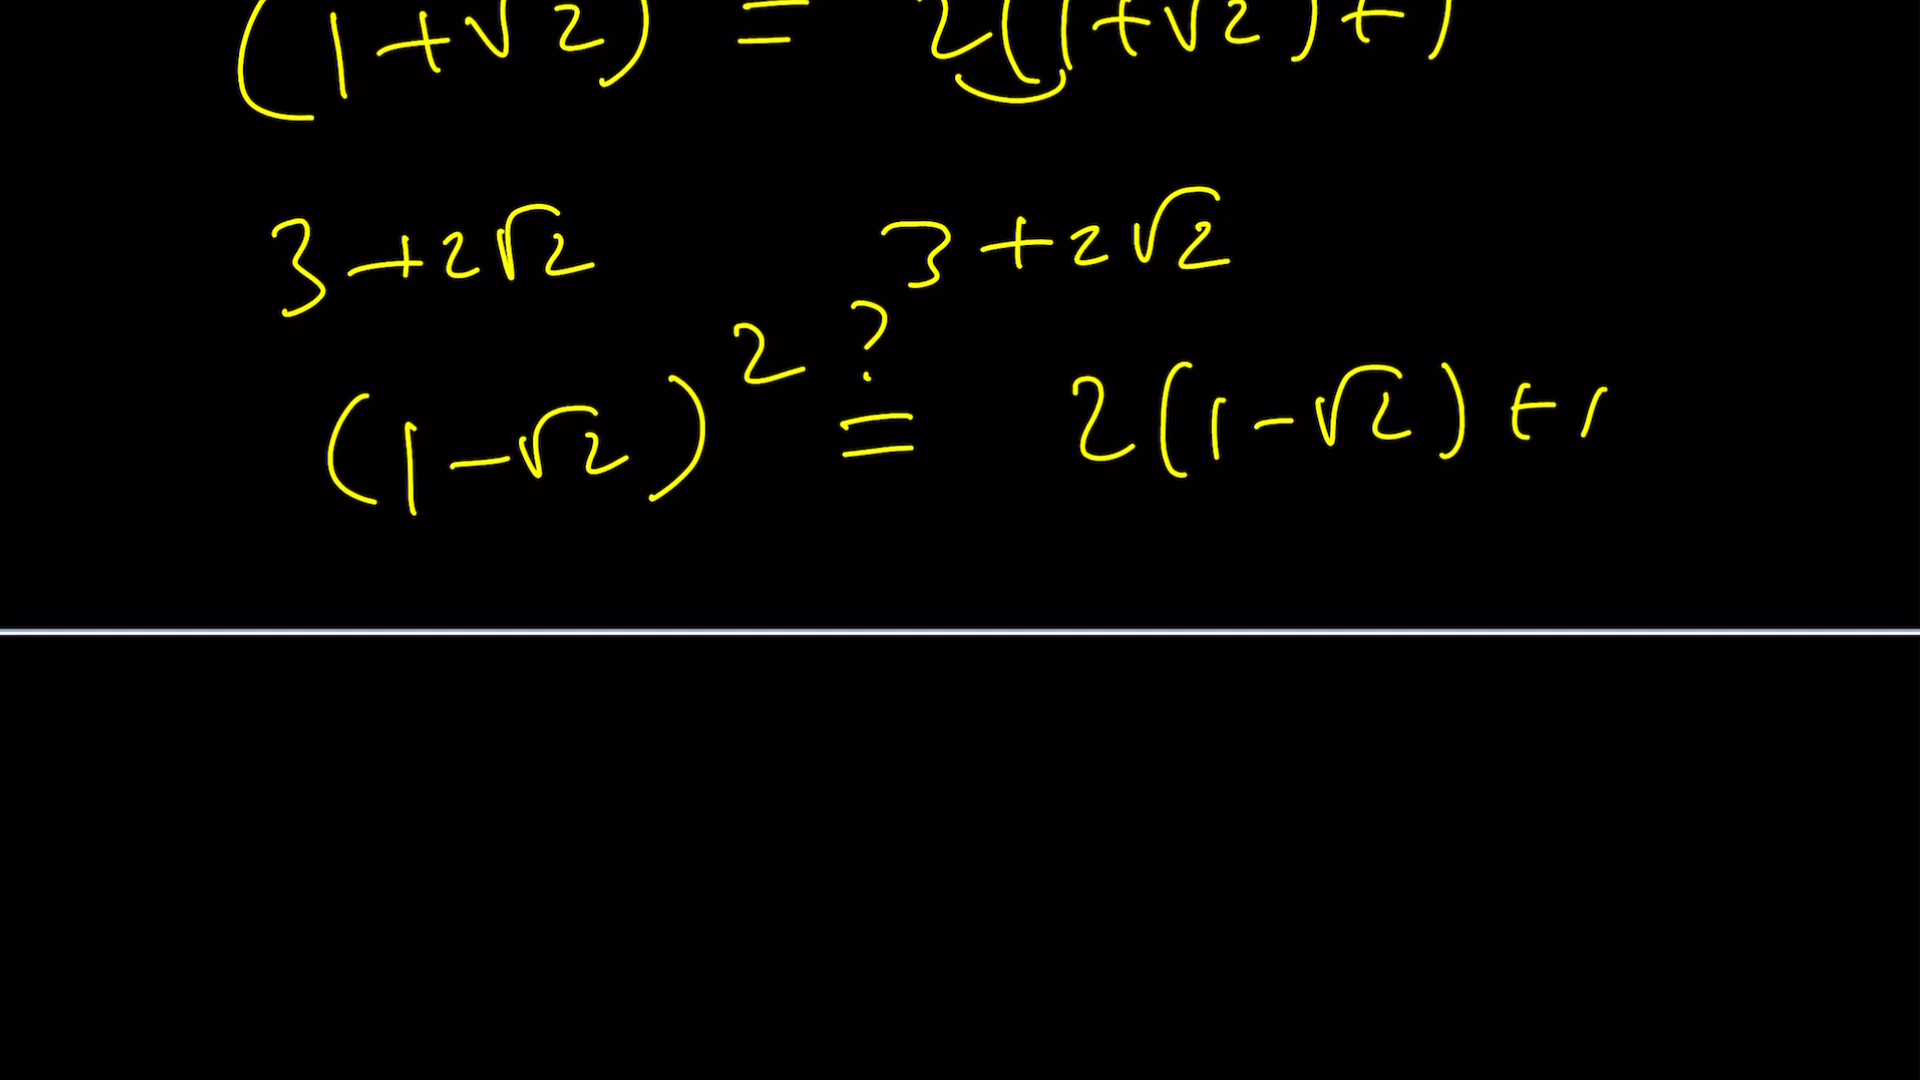 (1+√2) = 2(1+√2)+1
3+2√2 3+2√2
(1-√2)² ?= 2(1-√2)+1